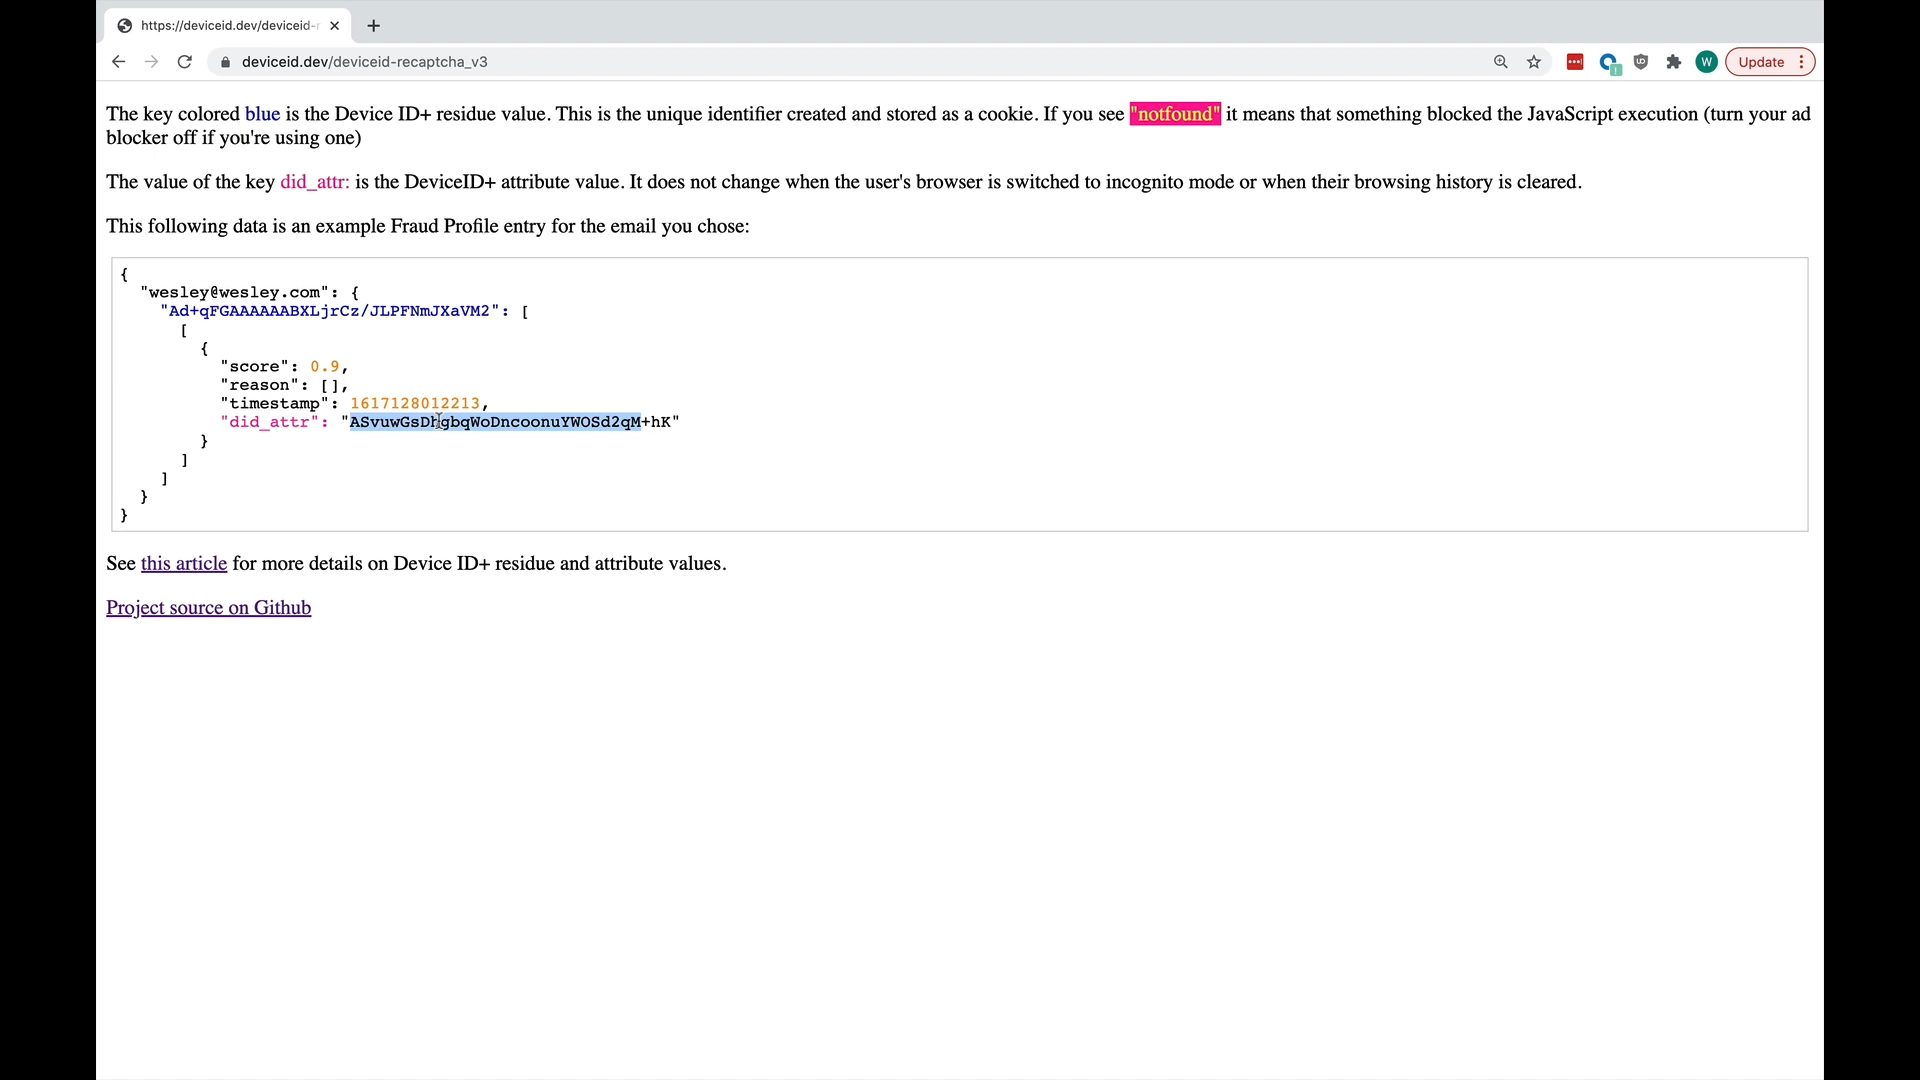 https://deviceid.dev/deviceid-r
deviceid.dev/deviceid-recaptcha_v3
W
Update
The key colored blue is the Device ID+ residue value. This is the unique identifier created and stored as a cookie. If you see "notfound" it means that something blocked the JavaScript execution (turn your ad
blocker off if you're using one)
The value of the key did_attr: is the DeviceID+ attribute value. It does not change when the user's browser is switched to incognito mode or when their browsing history is cleared.
This following data is an example Fraud Profile entry for the email you chose:
{
"wesley@wesley.com": {
"Ad+qFGAAAAAABXLjrCz/JLPFNmJXaVM2": [
[
{
"score": 0.9,
"reason": [],
"timestamp": 1617128012213,
"did_attr": "ASvuwGsDhgbqWoDncoonuYWOSd2qM+hK"
}
]
]
}
}
See this article for more details on Device ID+ residue and attribute values.
Project source on Github